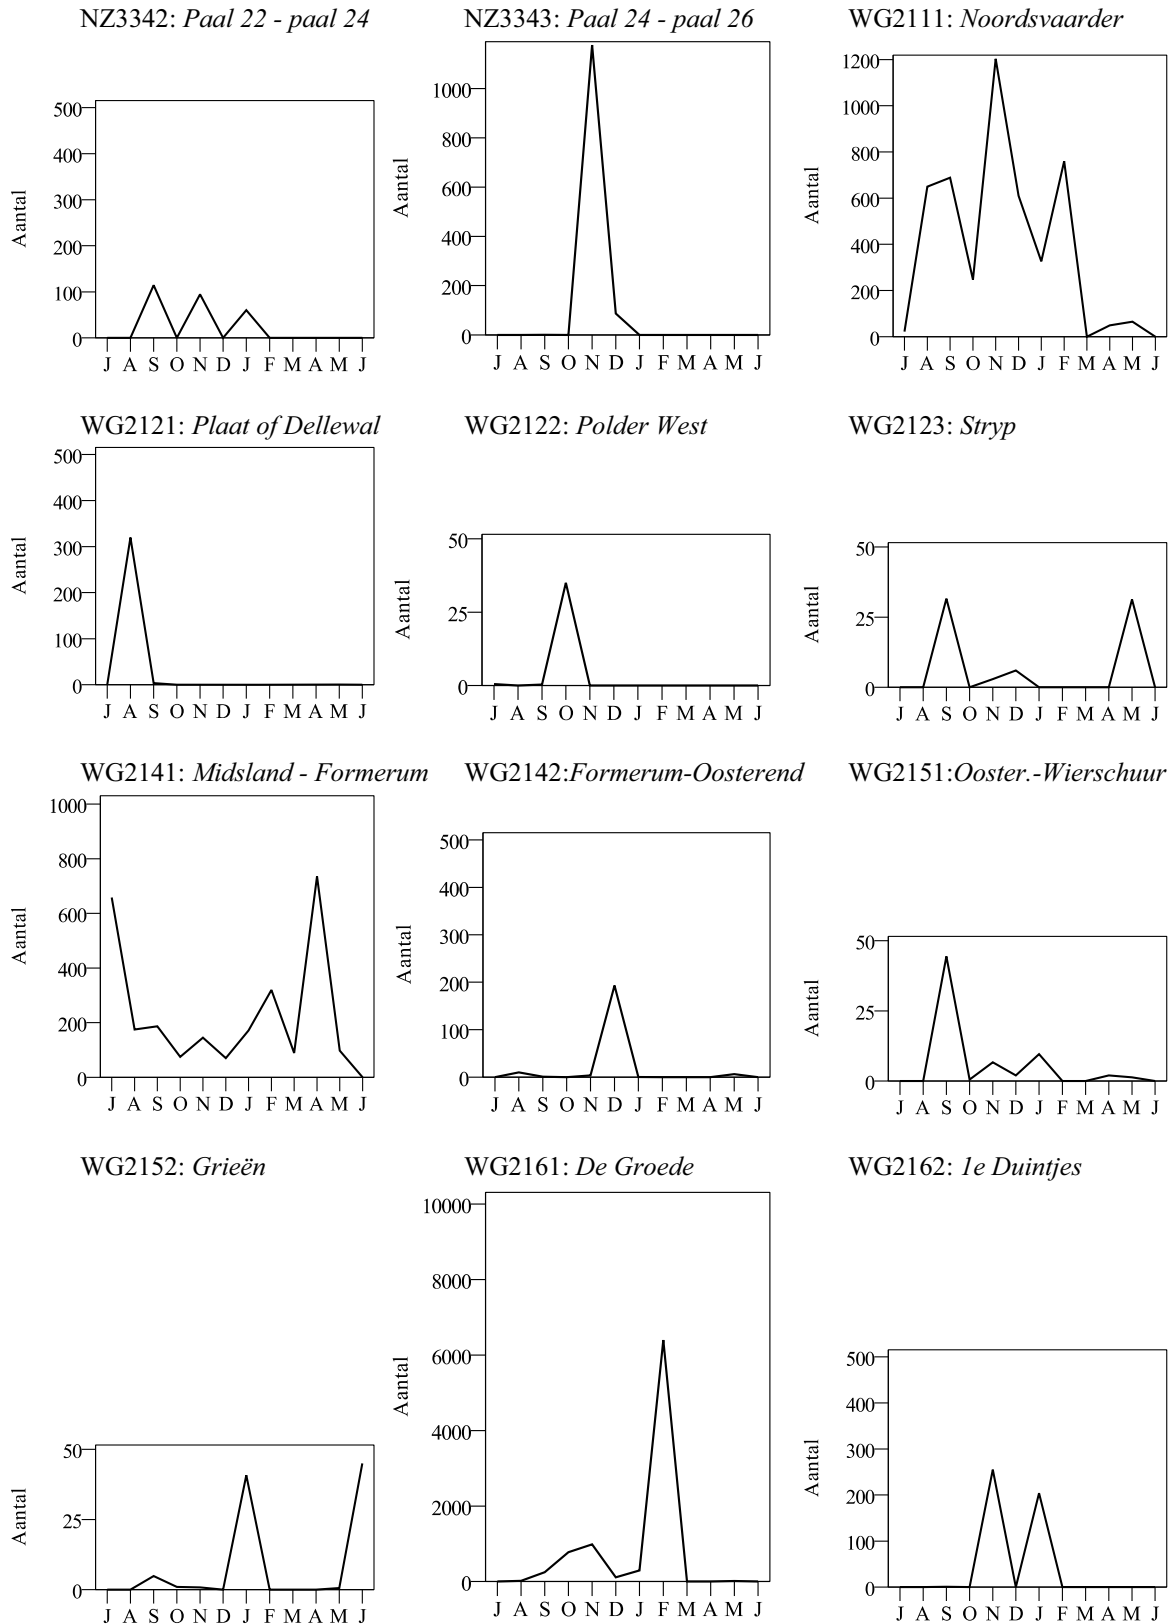 NZ3342: Paal 22 - paal 24
500
400
300
200
100
0
Aantal
J A S O N D J F M A M J
NZ3343: Paal 24 - paal 26
1000
800
600
400
200
0
Aantal
J A S O N D J F M A M J
WG2111: Noordsvaarder
1200
1000
800
600
400
200
0
Aantal
J A S O N D J F M A M J
WG2121: Plaat of Dellewal
500
400
300
200
100
0
Aantal
J A S O N D J F M A M J
WG2122: Polder West
50
25
0
Aantal
J A S O N D J F M A M J
WG2123: Stryp
50
25
0
Aantal
J A S O N D J F M A M J
WG2141: Midsland - Formerum
1000
800
600
400
200
0
Aantal
J A S O N D J F M A M J
WG2142:Formerum-Oosterend
500
400
300
200
100
0
Aantal
J A S O N D J F M A M J
WG2151:Ooster.-Wierschuur
50
25
0
Aantal
J A S O N D J F M A M J
WG2152: Grieën
50
25
0
Aantal
J A S O N D J F M A M J
WG2161: De Groede
10000
8000
6000
4000
2000
0
Aantal
J A S O N D J F M A M J
WG2162: 1e Duintjes
500
400
300
200
100
0
Aantal
J A S O N D J F M A M J